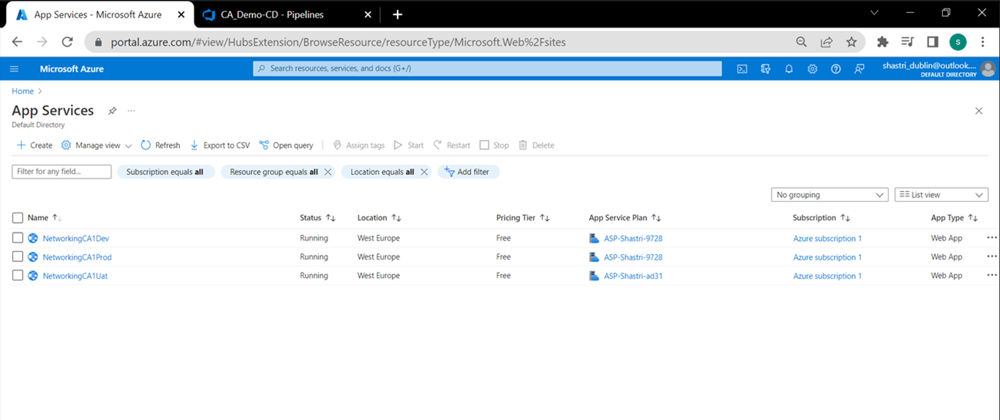 App Services - Microsoft Azure
CA_Demo-CD - Pipelines
portal.azure.com/#view/HubsExtension/BrowseResource/resourceType/Microsoft.Web%2Fsites
S
Microsoft Azure
Search resources, services, and docs (G+/)
shastri_dublin@outlook....
DEFAULT DIRECTORY
Home >
App Services
Default Directory
Create Manage view Refresh Export to CSV Open query Assign tags Start Restart Stop Delete
Filter for any field... Subscription equals all Resource group equals all Location equals all Add filter
No grouping List view
Name Status Location Pricing Tier App Service Plan Subscription App Type
NetworkingCA1Dev Running West Europe Free ASP-Shastri-9728 Azure subscription 1 Web App
NetworkingCA1Prod Running West Europe Free ASP-Shastri-9728 Azure subscription 1 Web App
NetworkingCA1Uat Running West Europe Free ASP-Shastri-ad31 Azure subscription 1 Web App